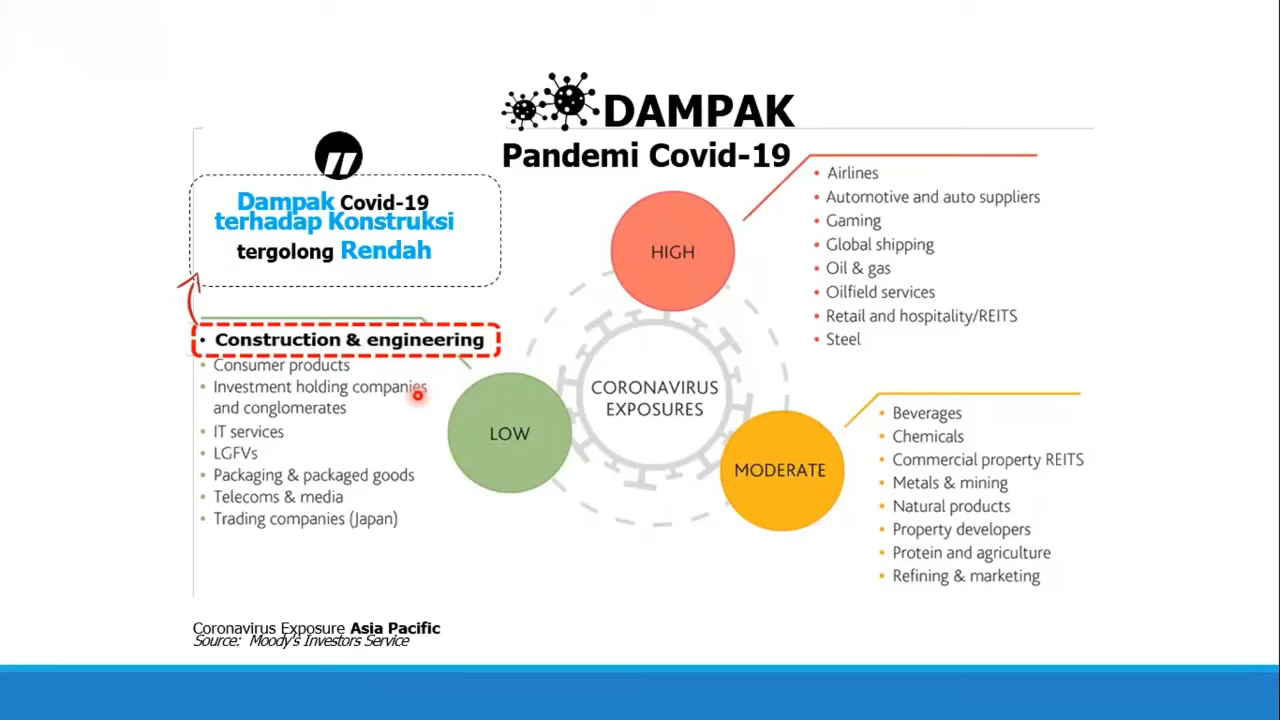 DAMPAK
Pandemi Covid-19
Dampak Covid-19
terhadap Konstruksi
tergolong Rendah
• Construction & engineering
• Consumer products
• Investment holding companies
and conglomerates
• IT services
• LGFVs
• Packaging & packaged goods
• Telecoms & media
• Trading companies (Japan)
LOW
CORONAVIRUS
EXPOSURES
HIGH
• Airlines
• Automotive and auto suppliers
• Gaming
• Global shipping
• Oil & gas
• Oilfield services
• Retail and hospitality/REITS
• Steel
MODERATE
• Beverages
• Chemicals
• Commercial property REITS
• Metals & mining
• Natural products
• Property developers
• Protein and agriculture
• Refining & marketing
Coronavirus Exposure Asia Pacific
Source: Moody's Investors Service